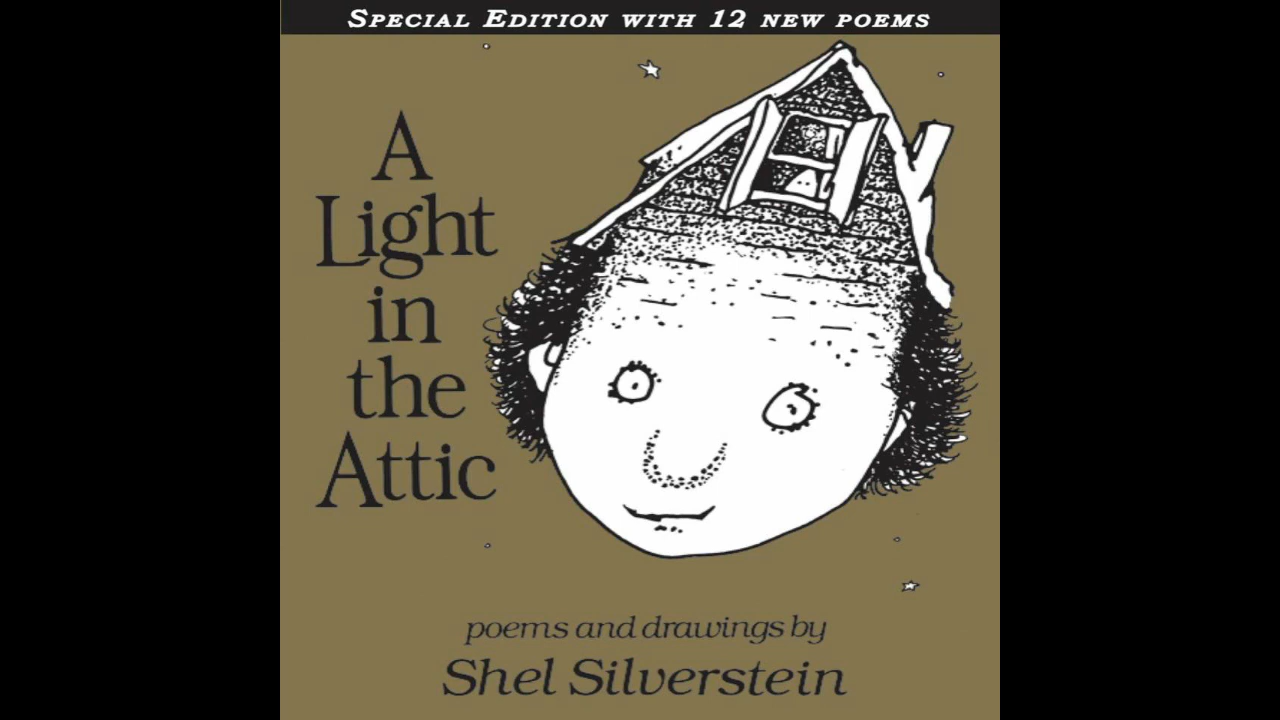 SPECIAL EDITION WITH 12 NEW POEMS
A
Light
in
the
Attic
poems and drawings by
Shel Silverstein